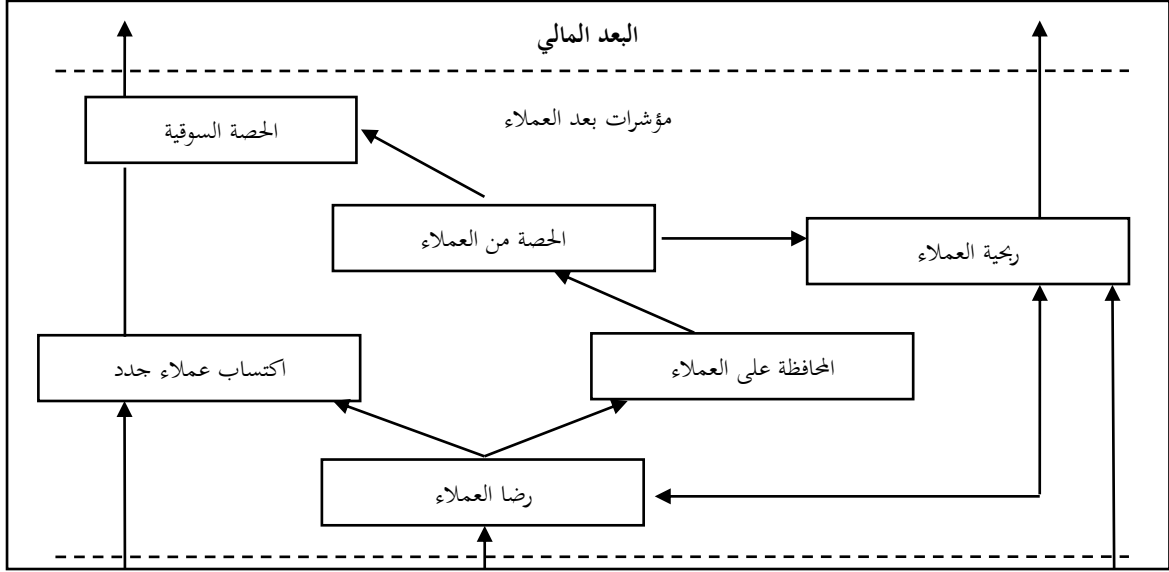 البعد المالي
مؤشرات بعد العملاء
الحصة السوقية
الحصة من العملاء
ربحية العملاء
المحافظة على العملاء
اكتساب عملاء جدد
رضا العملاء